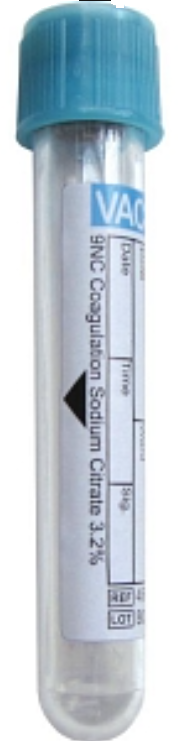 VAC
9NC Coagulation Sodium Citrate 3.2%
Date
Time
Sig.
REF
LOT